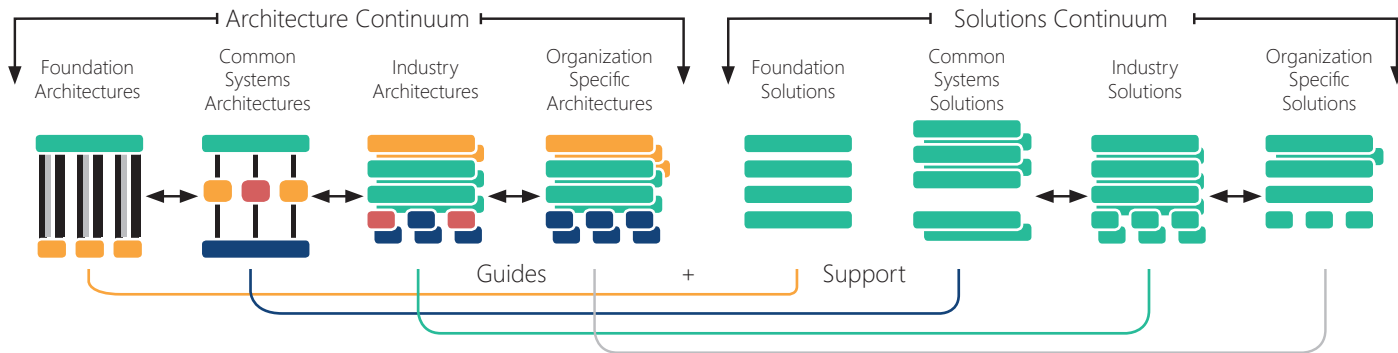 Architecture Continuum
Solutions Continuum
Foundation
Architectures
Common
Systems
Architectures
Industry
Architectures
Organization
Specific
Architectures
Foundation
Solutions
Common
Systems
Solutions
Industry
Solutions
Organization
Specific
Solutions
Guides + Support